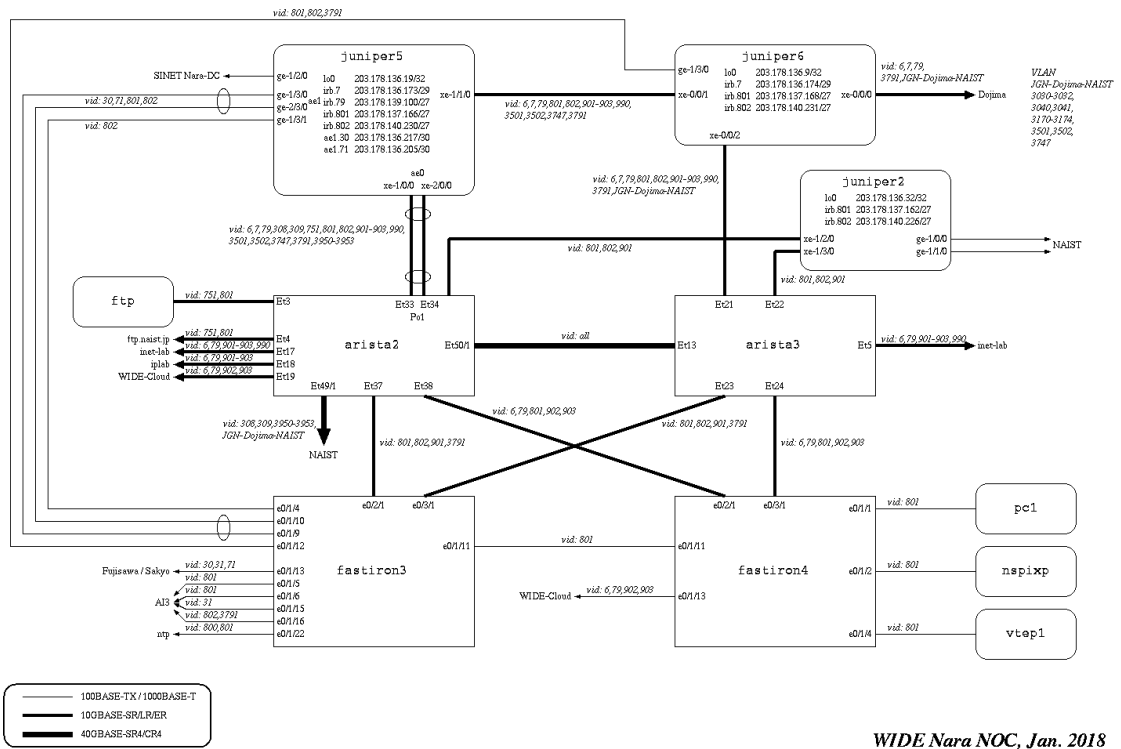 vid: 801,802,3791
juniper5
SINET Nara-DC
ge-1/2/0
lo0 203.178.136.19/32
ge-1/3/0
irb.7 203.178.136.173/29
vid: 30,71,801,802
ge-2/3/0
ae1
irb.79 203.178.139.100/27
xe-1/1/0
vid: 802
ge-1/3/1
irb.801 203.178.137.166/27
irb.802 203.178.140.230/27
ae1.30 203.178.136.217/30
ae1.71 203.178.136.205/30
ae0
xe-1/0/0 xe-2/0/0
vid: 6,7,79,801,802,901-903,990,
3501,3502,3747,3791
juniper6
ge-1/3/0
lo0 203.178.136.9/32
irb.7 203.178.136.174/29
xe-0/0/1
irb.801 203.178.137.168/27
xe-0/0/0
irb.802 203.178.140.231/27
xe-0/0/2
vid: 6,7,79,
3791,JGN-Dojima-NAIST
Dojima
VLAN
JGN-Dojima-NAIST
3030-3032,
3040,3041,
3170-3174,
3501,3502,
3747
vid: 6,7,79,801,802,901-903,990,
3791,JGN-Dojima-NAIST
juniper2
lo0 203.178.136.32/32
irb.801 203.178.137.162/27
irb.802 203.178.140.226/27
xe-1/2/0
ge-1/0/0
xe-1/3/0
ge-1/1/0
NAIST
vid: 6,7,79,308,309,751,801,802,901-903,990,
3501,3502,3747,3791,3950-3953
vid: 801,802,901
vid: 801,802,901
ftp
vid: 751,801
Et3
Et33 Et34
Po1
ftp.naist.jp
vid: 751,801
Et4
inet-lab
vid: 6,79,901-903,990
Et17
iplab
vid: 6,79,901-903
Et18
WIDE-Cloud
vid: 6,79,902,903
Et19
arista2
Et50/1
Et49/1
Et37
Et38
vid: all
Et21
Et22
Et13
arista3
Et5
vid: 6,79,901-903,990
inet-lab
Et23
Et24
vid: 308,309,3950-3953,
JGN-Dojima-NAIST
NAIST
vid: 801,802,901,3791
vid: 6,79,801,902,903
vid: 801,802,901,3791
vid: 6,79,801,902,903
e0/2/1
e0/3/1
e0/1/4
e0/1/10
e0/1/9
e0/1/12
e0/1/11
fastiron3
Fujisawa / Sakyo
vid: 30,31,71
e0/1/13
vid: 801
e0/1/5
vid: 801
e0/1/6
AI3
vid: 31
e0/1/15
vid: 802,3791
e0/1/16
ntp
vid: 800,801
e0/1/22
vid: 801
e0/2/1
e0/3/1
e0/1/11
fastiron4
WIDE-Cloud
vid: 6,79,902,903
e0/1/13
e0/1/1
vid: 801
pc1
e0/1/2
vid: 801
nspixp
e0/1/4
vid: 801
vtep1
100BASE-TX / 1000BASE-T
10GBASE-SR/LR/ER
40GBASE-SR4/CR4
WIDE Nara NOC, Jan. 2018